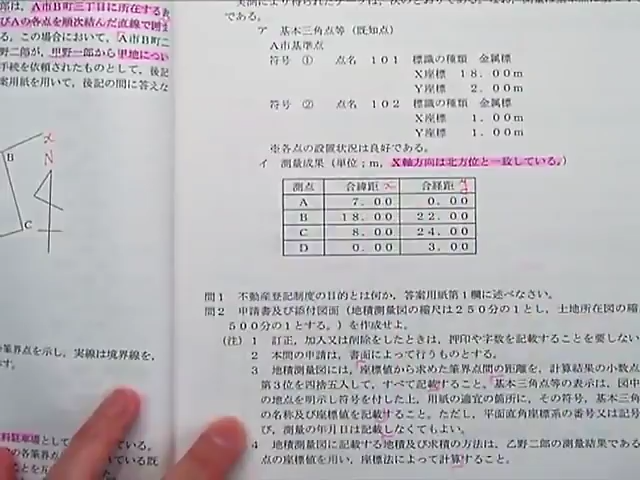 郎は、A市B町三丁目に所在する
びAの各点を順次結んだ直線で囲
る。この場合において、「A市B町二
野二郎が、甲野一郎から甲地につい
手続を依頼されたものとして、後記
案用紙を用いて、後記の問に答えな
B
x
N
C
を筆界点を示し、実線は境界線を、
す。
である。
ア 基本三角点等(既知点)
A市基準点
符号 ① 点名 101 標識の種類 金属標
X座標 18.00m
Y座標 2.00m
符号 ② 点名 102 標識の種類 金属標
X座標 1.00m
Y座標 1.00m
※各点の設置状況は良好である。
イ 測量成果(単位;m,X軸方向は北方位と一致している。)
測点 合緯距 x 合経距 y
A 7.00 0.00
B 18.00 22.00
C 8.00 24.00
D 0.00 3.00
問1 不動産登記制度の目的とは何か,答案用紙第1欄に述べなさい。
問2 申請書及び添付図面(地積測量図の縮尺は250分の1とし,土地所在図の縮
500分の1とする。)を作成せよ。
(注)1 訂正,加入又は削除をしたときは,押印や字数を記載することを要しない
2 本問の申請は,書面によって行うものとする。
3 地積測量図には,座標値から求めた筆界点間の距離を,計算結果の小数点
第3位を四捨五入して,すべて記載すること。基本三角点等の表示は,図中
の地点を明示し符号を付した上,用紙の適宜の箇所に,その符号,基本三角
の名称及び座標値を記載すること。ただし,平面直角座標系の番号又は記号
び,測量の年月日は記載しなくてもよい。
4 地積測量図に記載する地積及び求積の方法は,乙野二郎の測量結果である
点の座標値を用い,座標法によって計算すること。